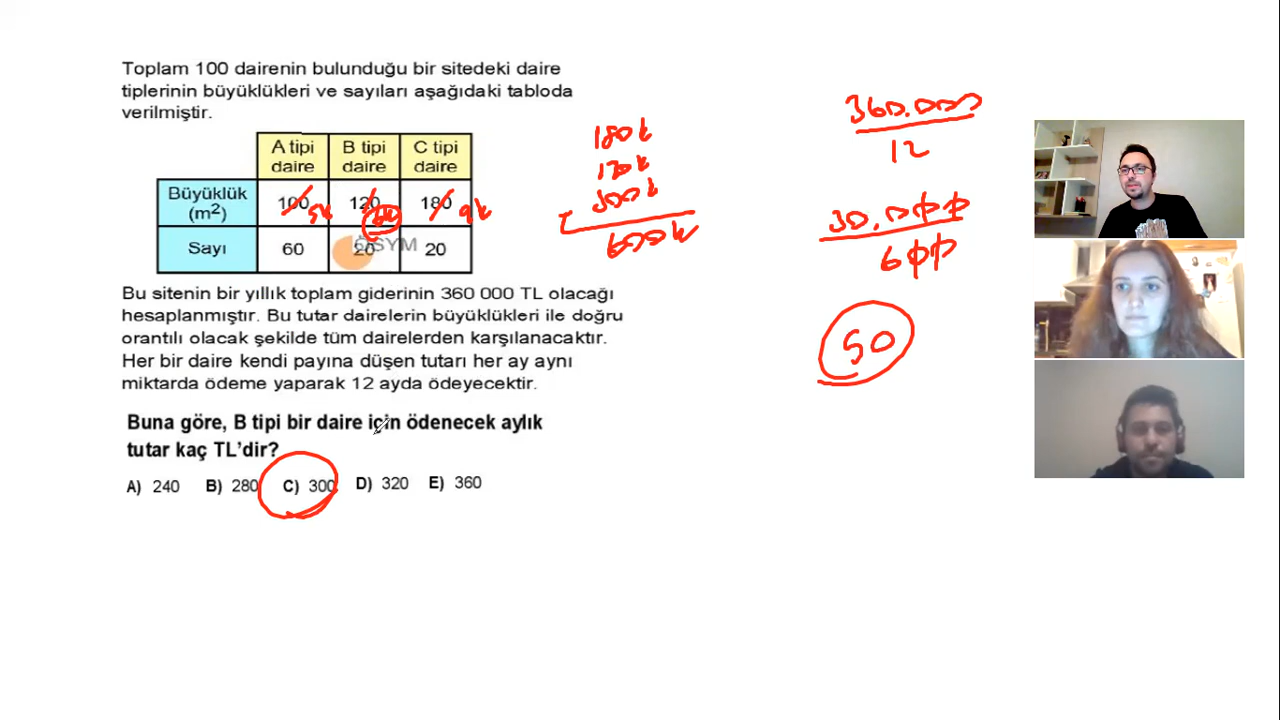 Toplam 100 dairenin bulunduğu bir sitedeki daire
tiplerinin büyüklükleri ve sayıları aşağıdaki tabloda
verilmiştir.
A tipi daire B tipi daire C tipi daire
Büyüklük (m²) 100 120 180
5k 6k 9k
Sayı 60 20 20
ÖSYM
Bu sitenin bir yıllık toplam giderinin 360 000 TL olacağı
hesaplanmıştır. Bu tutar dairelerin büyüklükleri ile doğru
orantılı olacak şekilde tüm dairelerden karşılanacaktır.
Her bir daire kendi payına düşen tutarı her ay aynı
miktarda ödeme yaparak 12 ayda ödeyecektir.
Buna göre, B tipi bir daire için ödenecek aylık
tutar kaç TL'dir?
A) 240 B) 280 C) 300 D) 320 E) 360
180k
120k
300k
+
600k
360.000
12
30.000
600
50